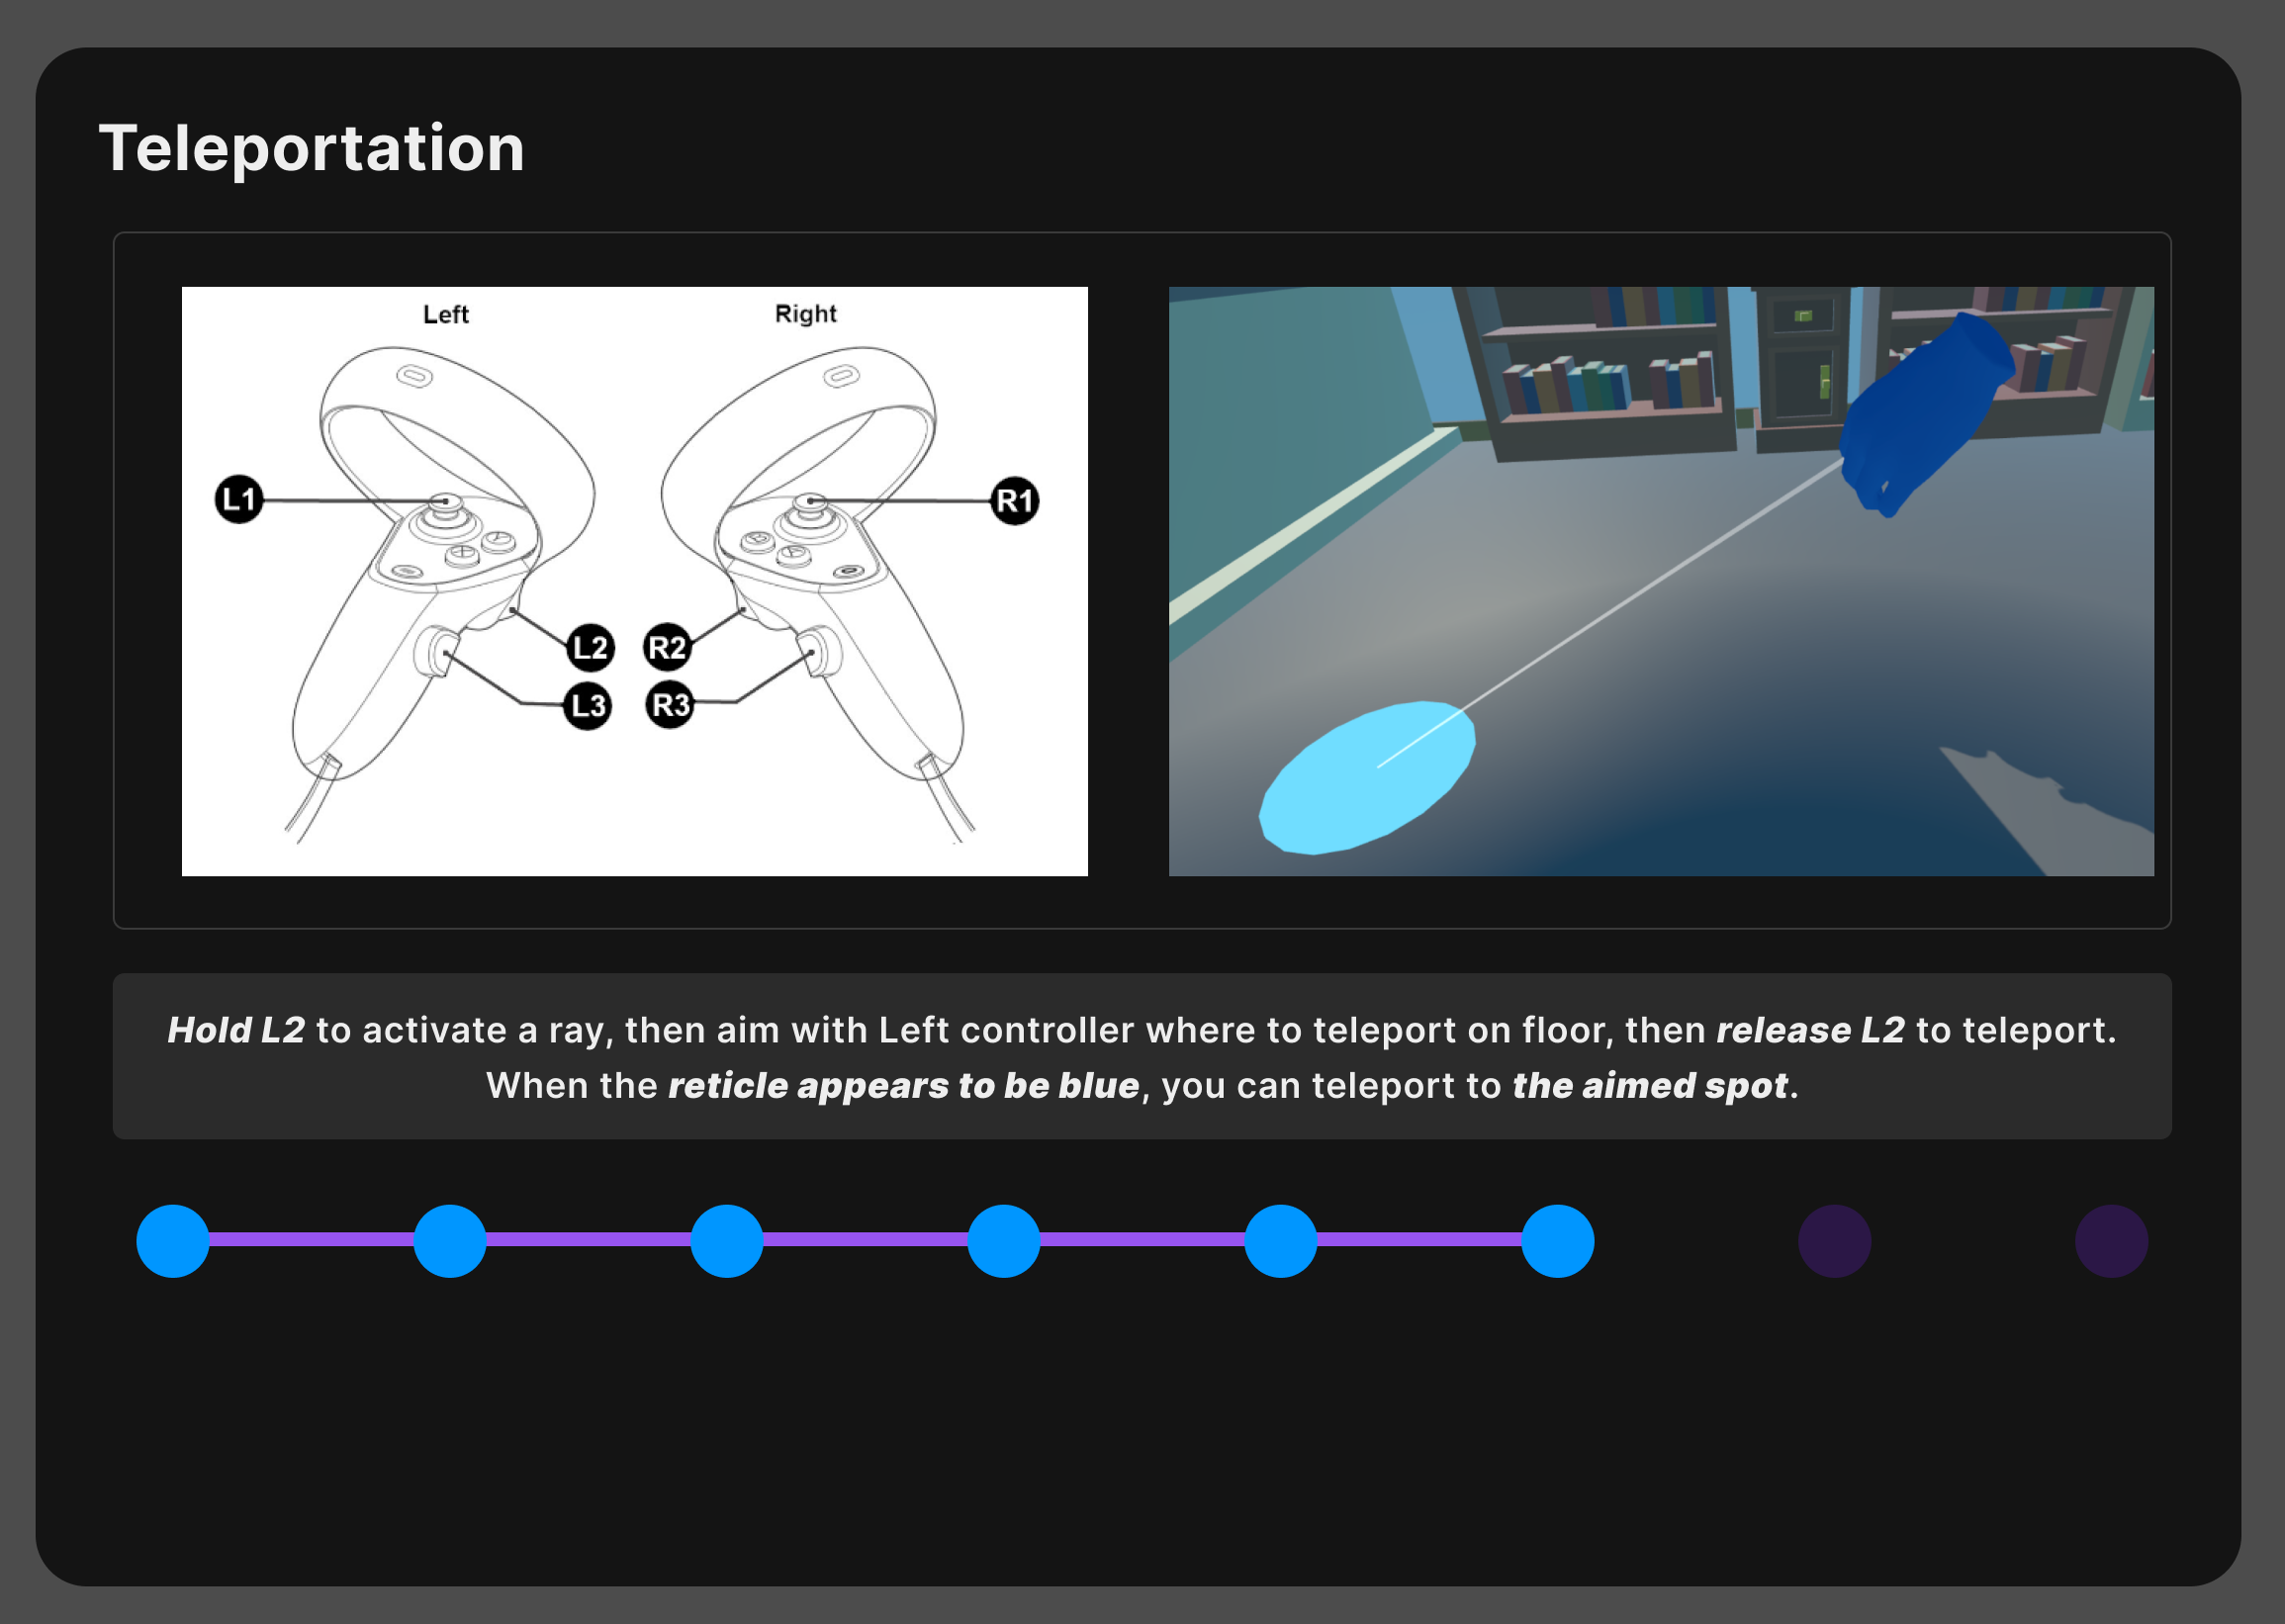 Teleportation
Left
Right
L1
R1
L2
R2
L3
R3
Hold L2 to activate a ray, then aim with Left controller where to teleport on floor, then release L2 to teleport.
When the reticle appears to be blue, you can teleport to the aimed spot.